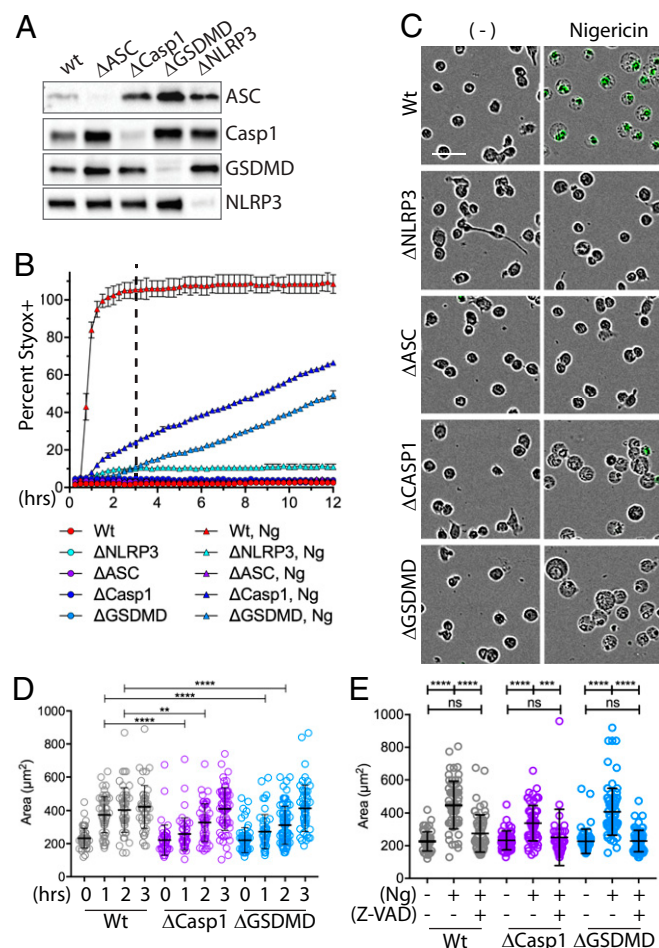 A
wt ΔASC ΔCasp1 ΔGSDMD ΔNLRP3
ASC
Casp1
GSDMD
NLRP3
B
Percent Styox+
100
80
60
40
20
0
(hrs) 0 2 4 6 8 10 12
Wt Wt, Ng
ΔNLRP3 ΔNLRP3, Ng
ΔASC ΔASC, Ng
ΔCasp1 ΔCasp1, Ng
ΔGSDMD ΔGSDMD, Ng
C
(-) Nigericin
Wt
ΔNLRP3
ΔASC
ΔCASP1
ΔGSDMD
D
****
****
**
****
Area (µm²)
1000
800
600
400
200
0
(hrs) 0 1 2 3 0 1 2 3 0 1 2 3
Wt ΔCasp1 ΔGSDMD
E
**** **** **** *** **** ****
ns ns ns
Area (µm²)
1000
800
600
400
200
0
(Ng) - + + - + + - + +
(Z-VAD) - - + - - + - - +
Wt ΔCasp1 ΔGSDMD